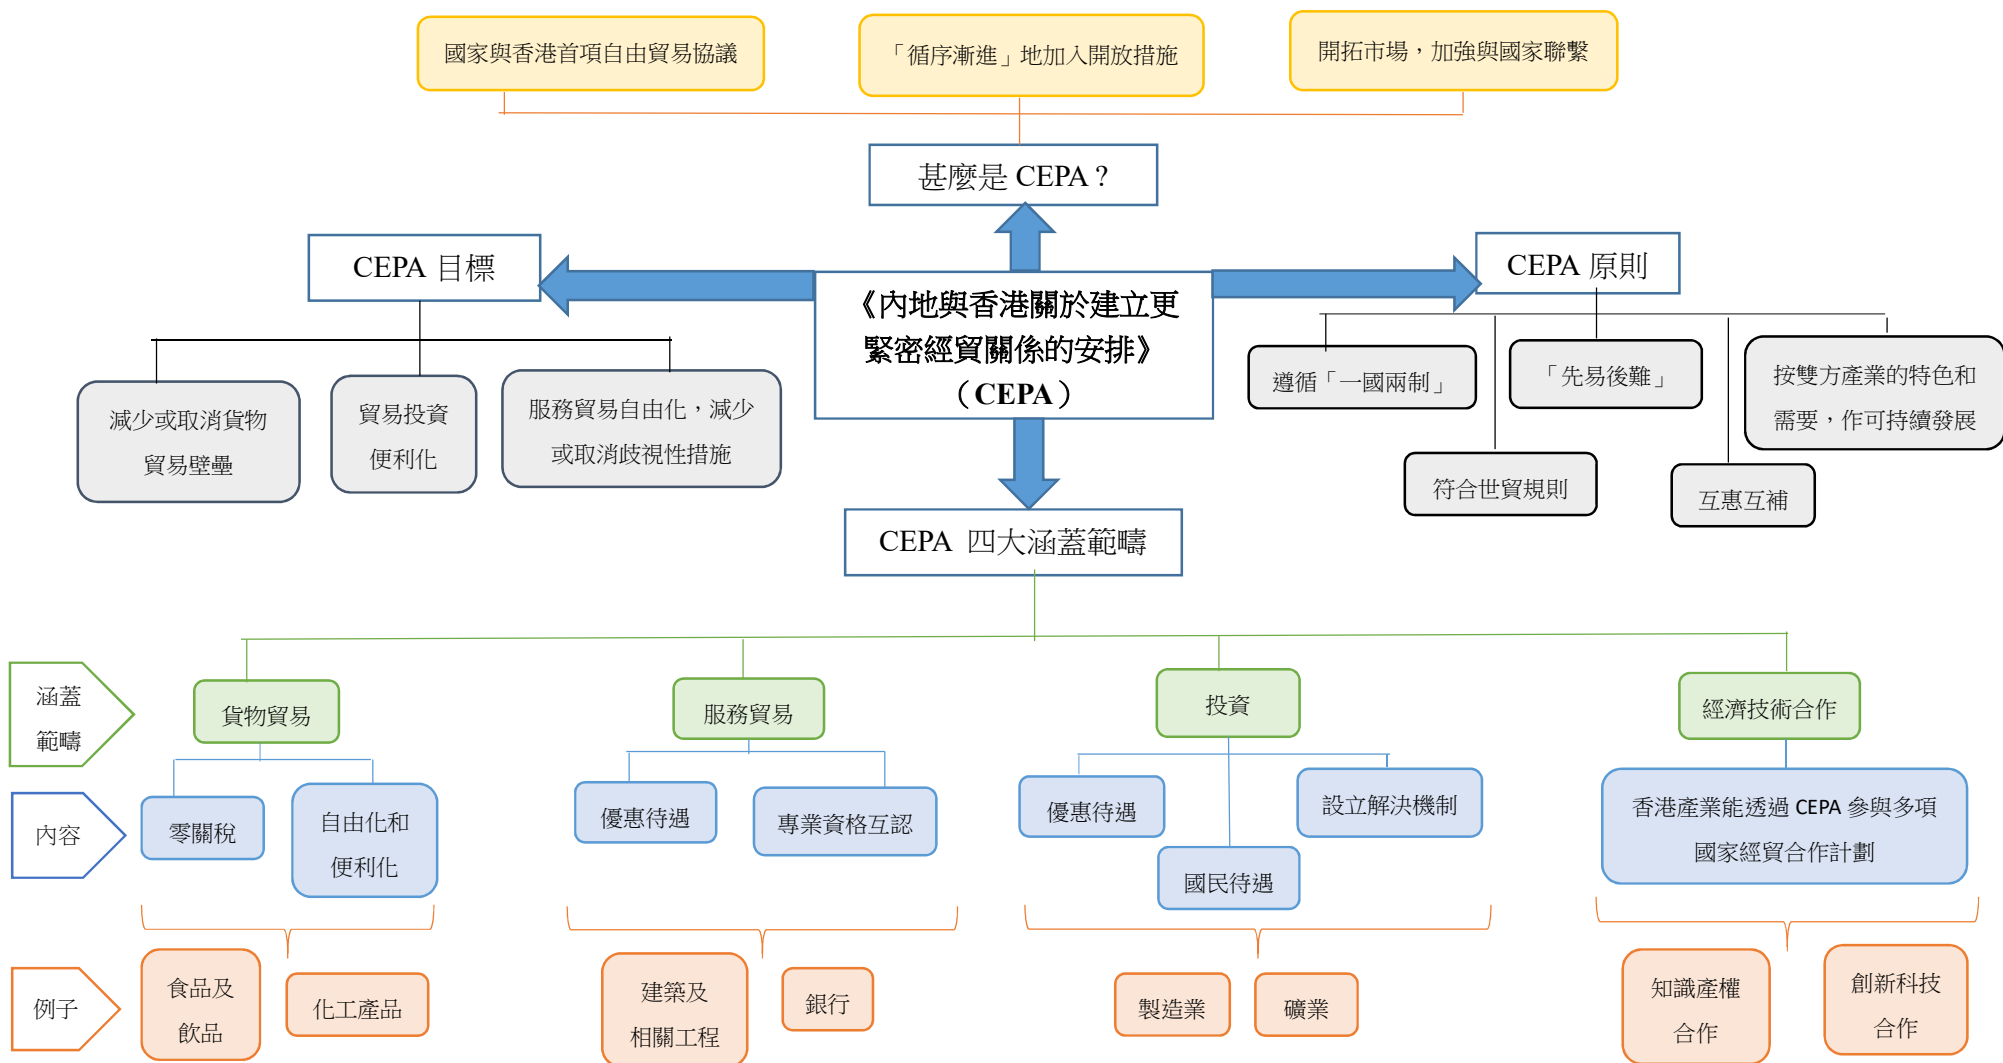 國家與香港首項自由貿易協議
「循序漸進」地加入開放措施
開拓市場，加強與國家聯繫
甚麼是 CEPA？
CEPA 目標
CEPA 原則
《內地與香港關於建立更
緊密經貿關係的安排》
（CEPA）
減少或取消貨物
貿易壁壘
貿易投資
便利化
服務貿易自由化，減少
或取消歧視性措施
遵循「一國兩制」
「先易後難」
按雙方產業的特色和
需要，作可持續發展
符合世貿規則
互惠互補
CEPA 四大涵蓋範疇
涵蓋
範疇
貨物貿易
服務貿易
投資
經濟技術合作
內容
零關稅
自由化和
便利化
優惠待遇
專業資格互認
優惠待遇
國民待遇
設立解決機制
香港產業能透過 CEPA 參與多項
國家經貿合作計劃
例子
食品及
飲品
化工產品
建築及
相關工程
銀行
製造業
礦業
知識產權
合作
創新科技
合作